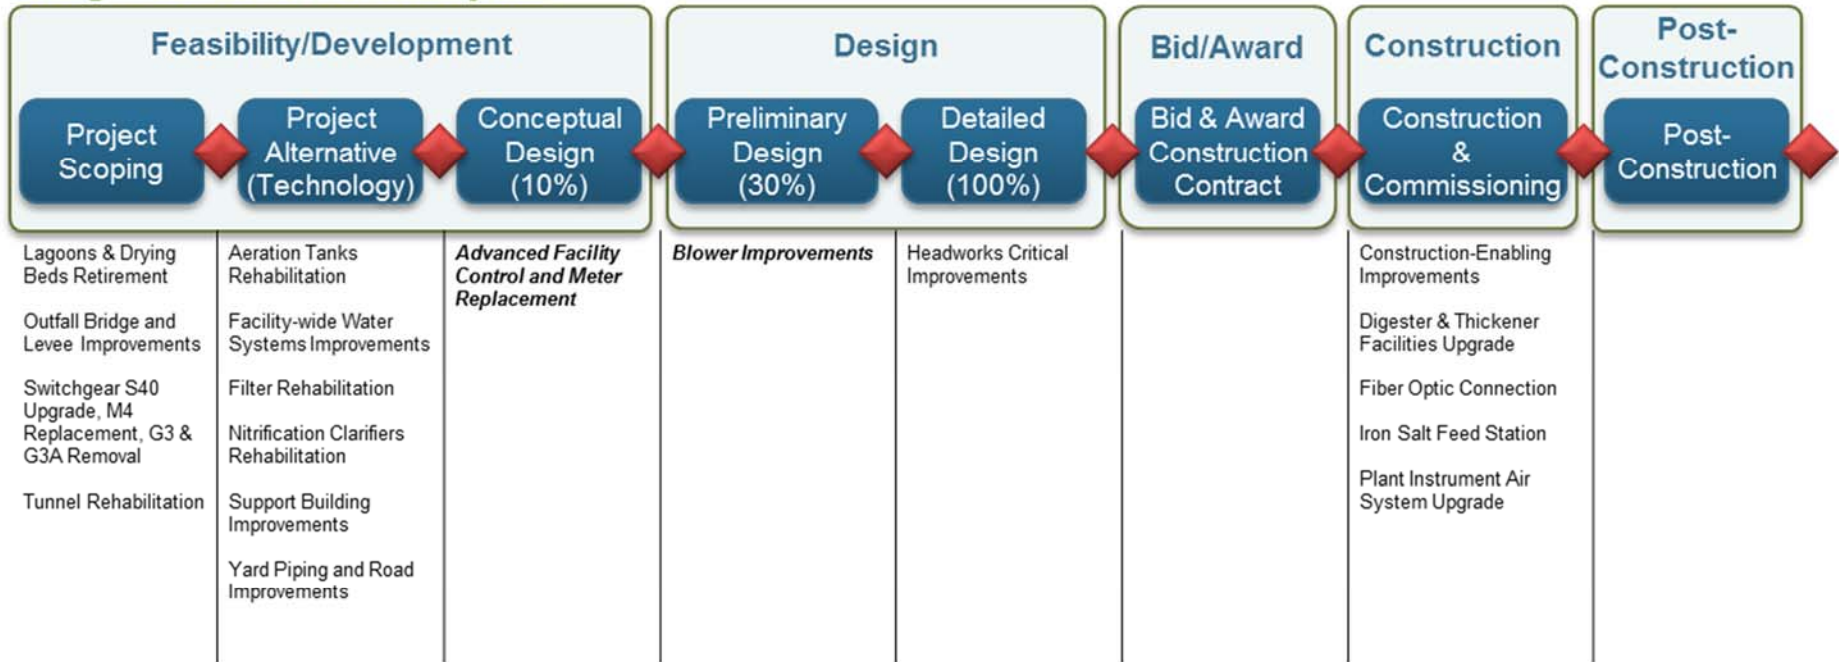 Feasibility/Development
Project
Scoping
Project
Alternative
(Technology)
Conceptual
Design
(10%)
Lagoons & Drying
Beds Retirement
Outfall Bridge and
Levee Improvements
Switchgear S40
Upgrade, M4
Replacement, G3 &
G3A Removal
Tunnel Rehabilitation
Aeration Tanks
Rehabilitation
Facility-wide Water
Systems Improvements
Filter Rehabilitation
Nitrification Clarifiers
Rehabilitation
Support Building
Improvements
Yard Piping and Road
Improvements
Advanced Facility
Control and Meter
Replacement
Design
Preliminary
Design
(30%)
Detailed
Design
(100%)
Blower Improvements
Headworks Critical
Improvements
Bid/Award
Bid & Award
Construction
Contract
Construction
Construction
&
Commissioning
Construction-Enabling
Improvements
Digester & Thickener
Facilities Upgrade
Fiber Optic Connection
Iron Salt Feed Station
Plant Instrument Air
System Upgrade
Post-
Construction
Post-
Construction